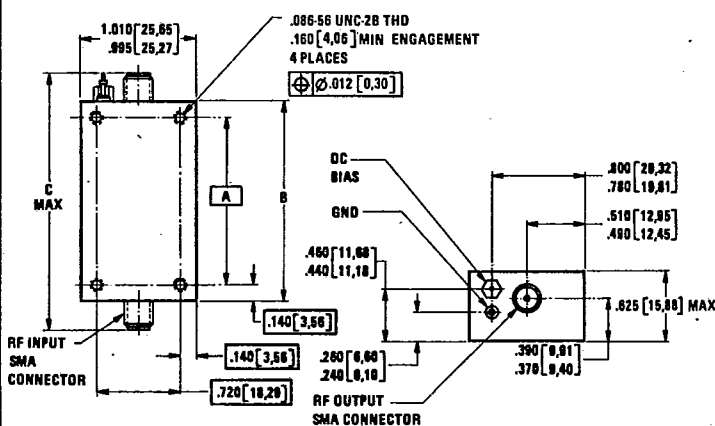 1.010[25,65]
.995[25,27]
.086-56 UNC-2B THD
.160[4,06] MIN ENGAGEMENT
4 PLACES
⌖ Ø.012 [0,30]
C
MAX
A
B
DC
BIAS
GND
.800[20,32]
.780[19,81]
.510[12,95]
.490[12,45]
.460[11,68]
.440[11,18]
.625[15,88] MAX
.140[3,56]
.140[3,56]
.720[18,29]
RF INPUT
SMA
CONNECTOR
.260[6,60]
.240[6,10]
.390[9,91]
.370[9,40]
RF OUTPUT
SMA CONNECTOR